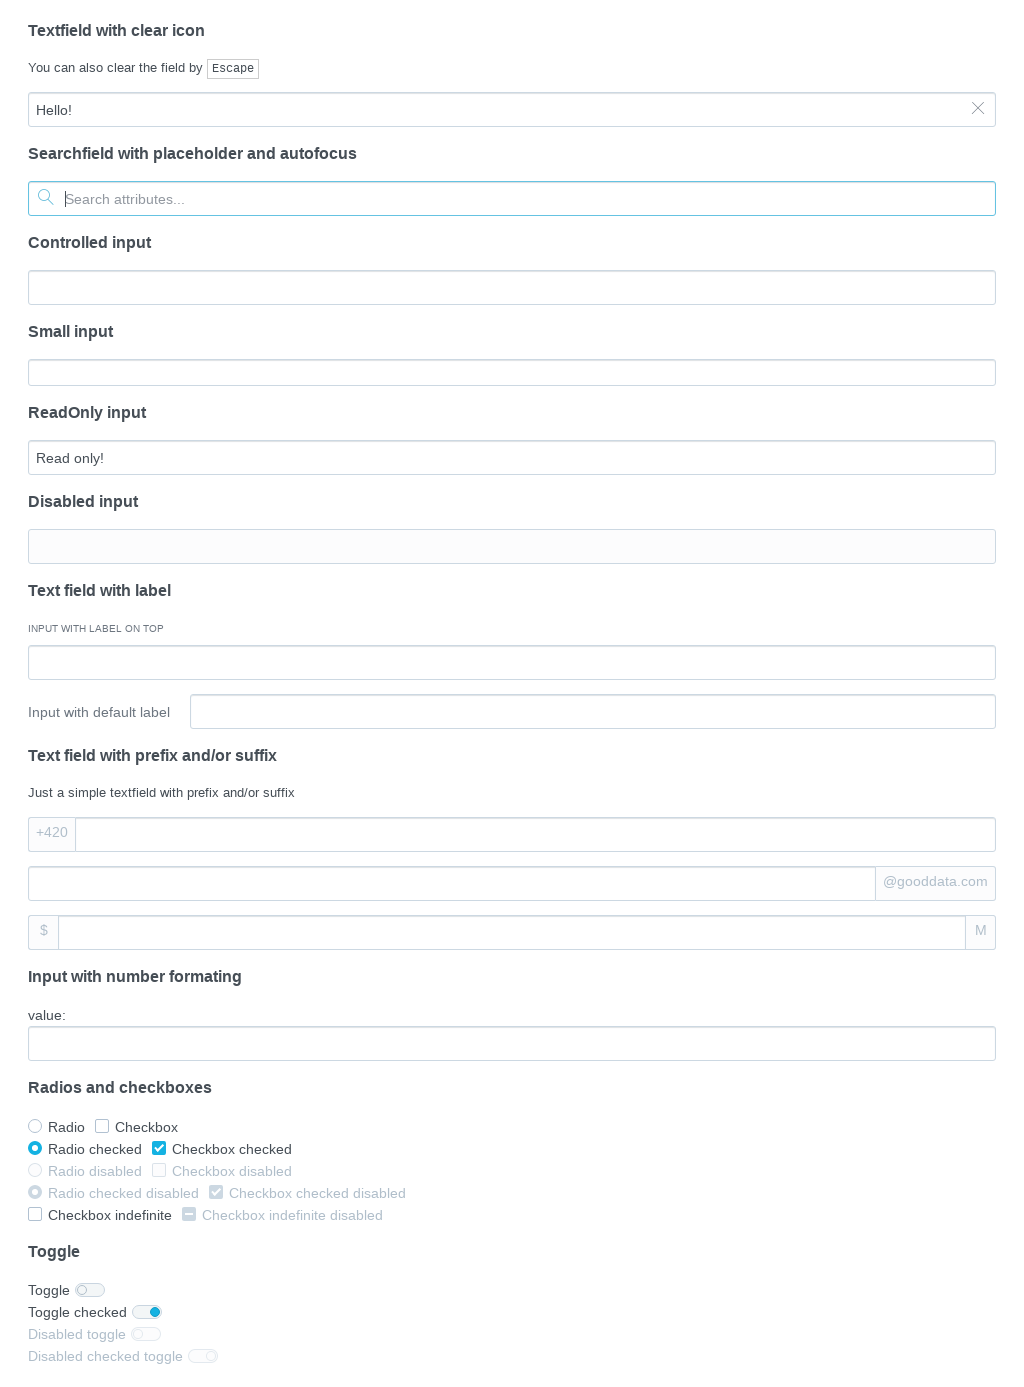 Textfield with clear icon
You can also clear the field by Escape
Hello!
Searchfield with placeholder and autofocus
Search attributes...
Controlled input
Small input
ReadOnly input
Read only!
Disabled input
Text field with label
INPUT WITH LABEL ON TOP
Input with default label
Text field with prefix and/or suffix
Just a simple textfield with prefix and/or suffix
+420
@gooddata.com
$ M
Input with number formating
value:
Radios and checkboxes
Radio Checkbox
Radio checked Checkbox checked
Radio disabled Checkbox disabled
Radio checked disabled Checkbox checked disabled
Checkbox indefinite Checkbox indefinite disabled
Toggle
Toggle
Toggle checked
Disabled toggle
Disabled checked toggle